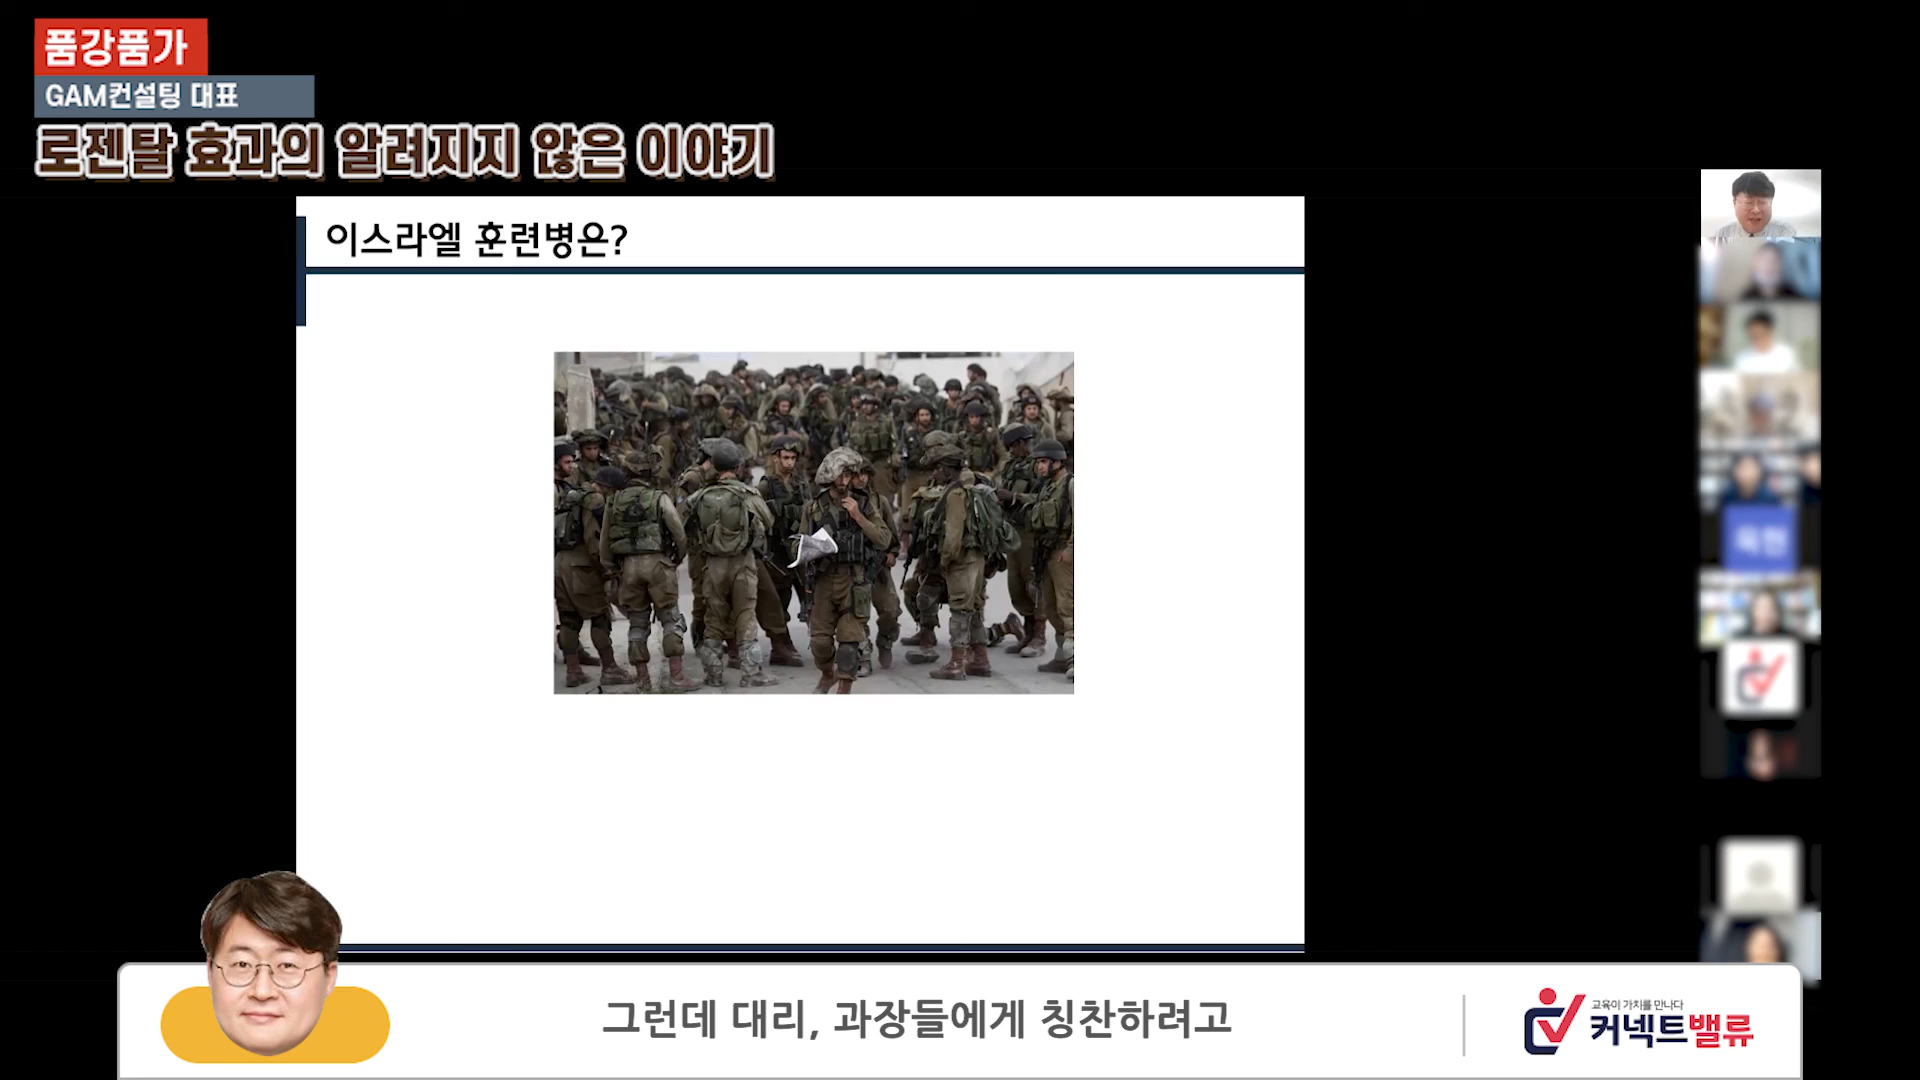 품강품가
GAM컨설팅 대표
로젠탈 효과의 알려지지 않은 이야기
이스라엘 훈련병은?
그런데 대리, 과장들에게 칭찬하려고
교육이 가치를 만나다
커넥트밸류